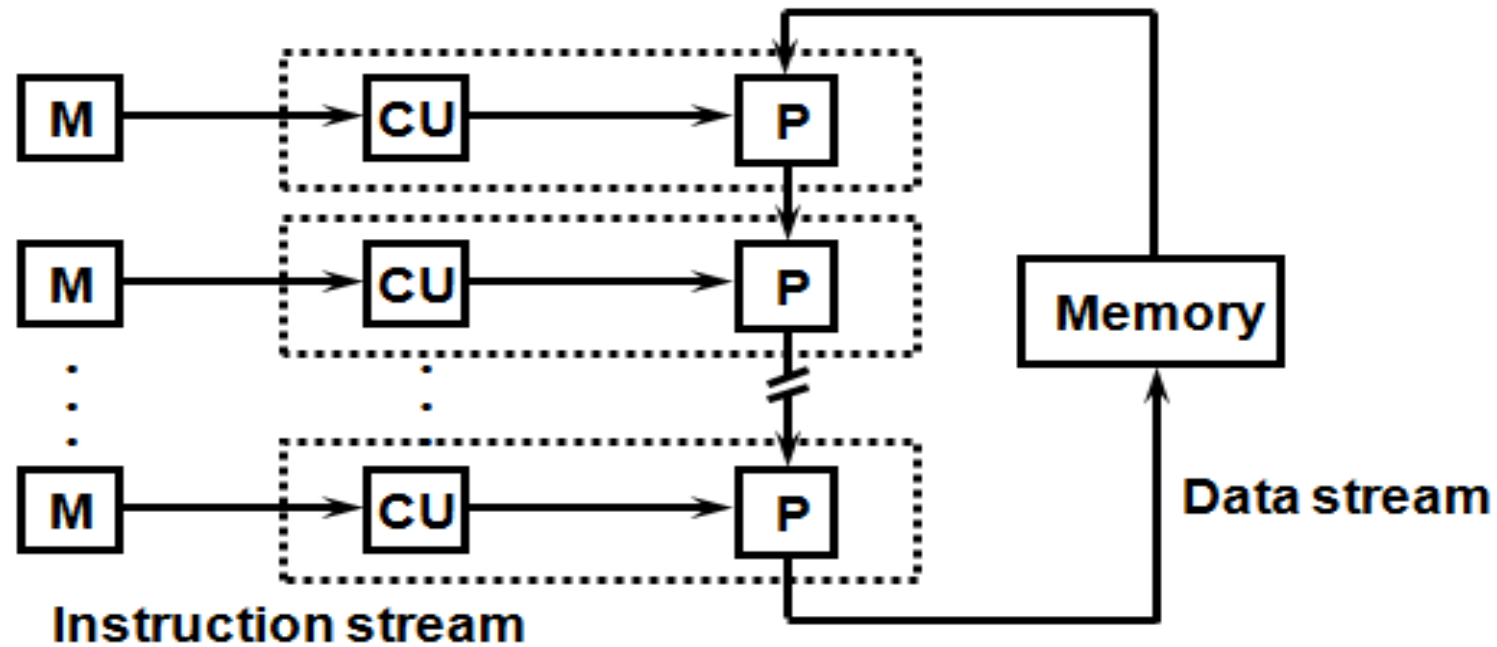 M CU P
M CU P
Memory
M CU P
Data stream
Instruction stream